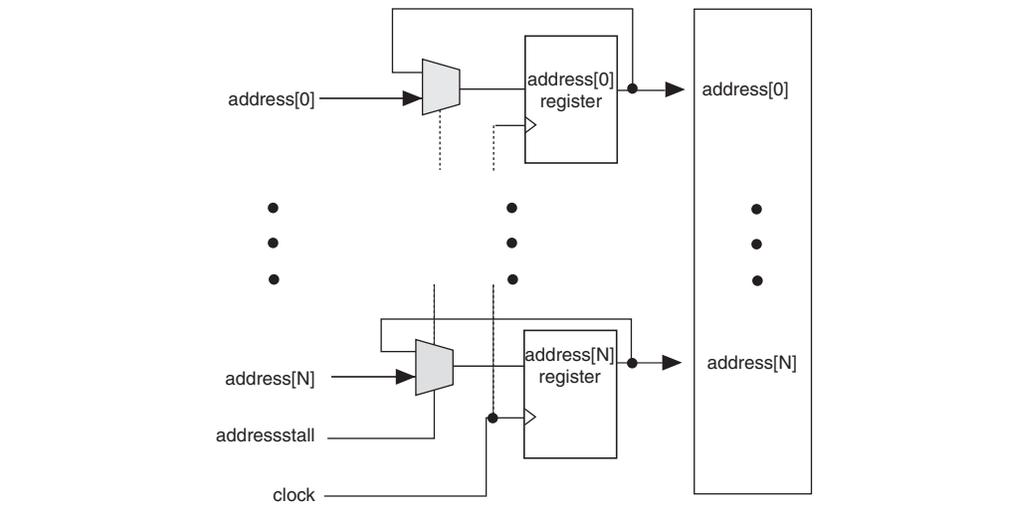 address[0]
address[0]
register
address[0]
address[N]
address[N]
register
address[N]
addressstall
clock